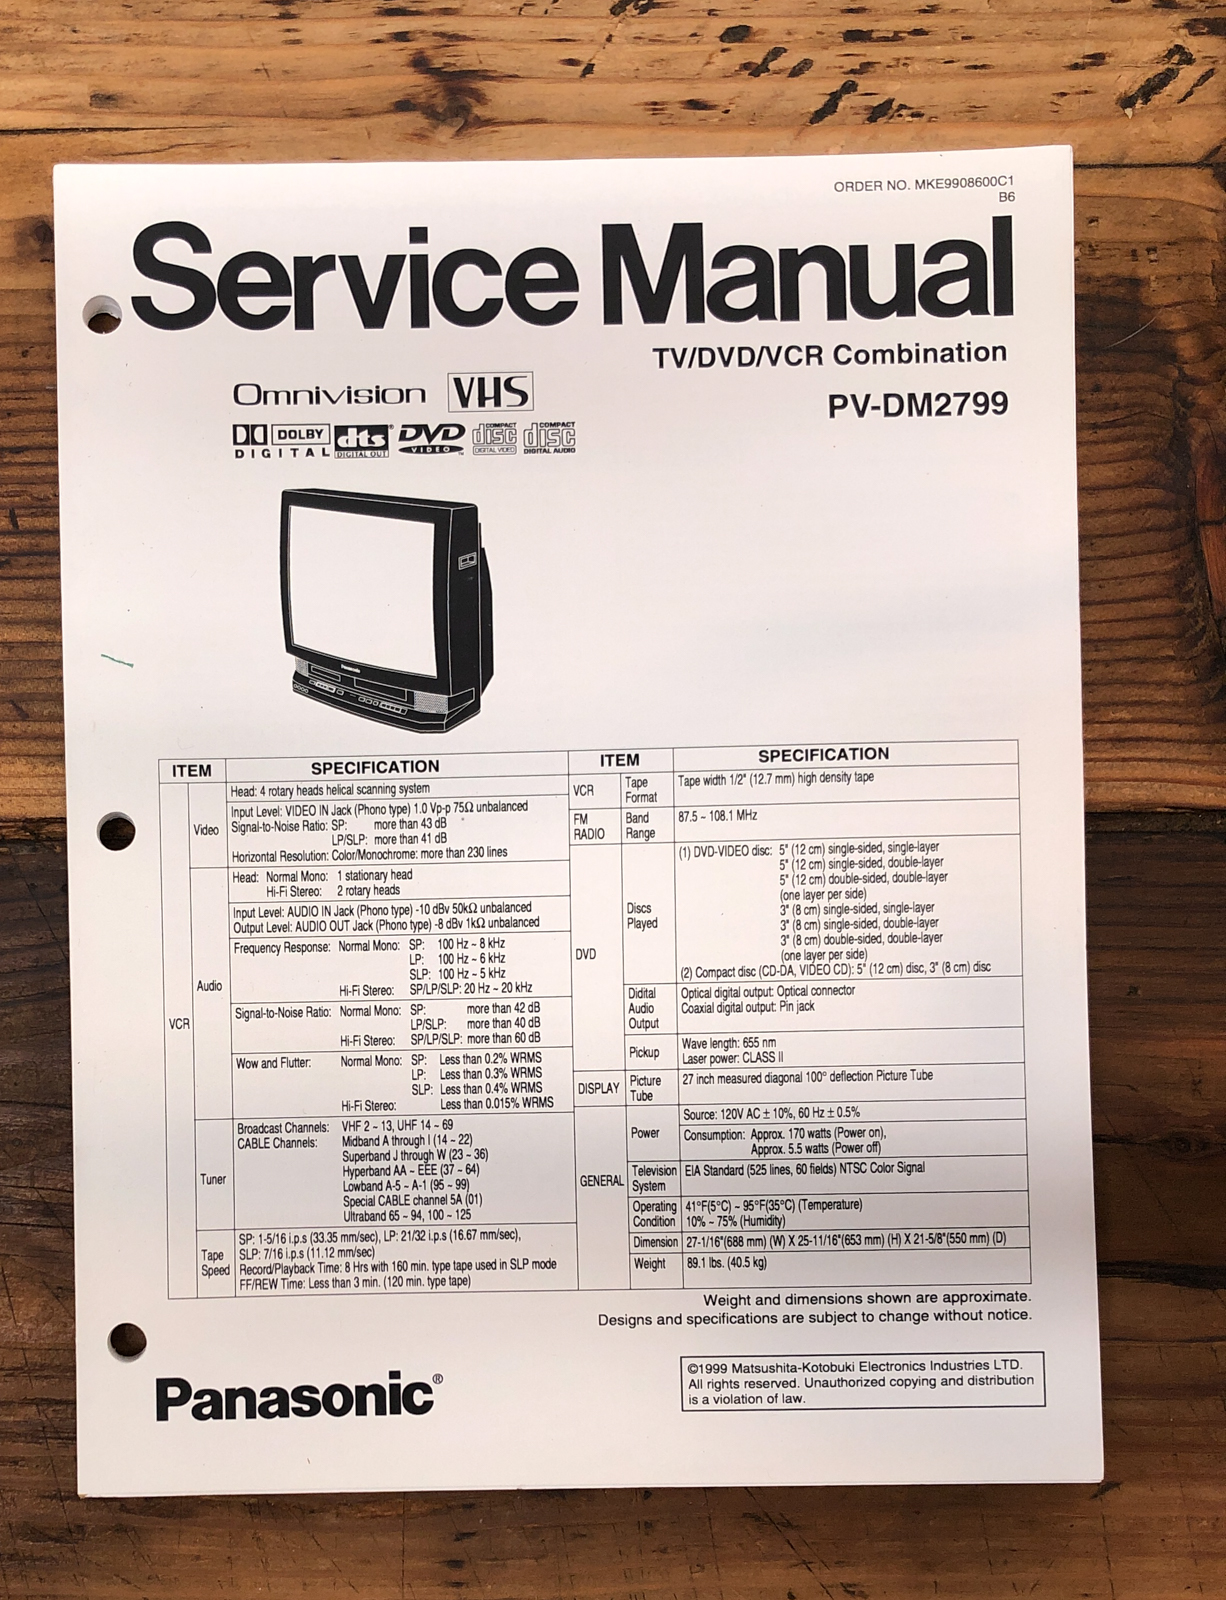 ORDER NO. MKE9908600C1
B6
Service Manual
TV/DVD/VCR Combination
PV-DM2799
Omnivision VHS
DOLBY DIGITAL
dts DIGITAL OUT
DVD VIDEO
COMPACT disc DIGITAL VIDEO
COMPACT disc DIGITAL AUDIO
Panasonic
ITEM SPECIFICATION
VCR
Video
Head: 4 rotary heads helical scanning system
Input Level: VIDEO IN Jack (Phono type) 1.0 Vp-p 75Ω unbalanced
Signal-to-Noise Ratio: SP: more than 43 dB
LP/SLP: more than 41 dB
Horizontal Resolution: Color/Monochrome: more than 230 lines
Audio
Head: Normal Mono: 1 stationary head
Hi-Fi Stereo: 2 rotary heads
Input Level: AUDIO IN Jack (Phono type) -10 dBv 50kΩ unbalanced
Output Level: AUDIO OUT Jack (Phono type) -8 dBv 1kΩ unbalanced
Frequency Response: Normal Mono: SP: 100 Hz ~ 8 kHz
LP: 100 Hz ~ 6 kHz
SLP: 100 Hz ~ 5 kHz
Hi-Fi Stereo: SP/LP/SLP: 20 Hz ~ 20 kHz
Signal-to-Noise Ratio: Normal Mono: SP: more than 42 dB
LP/SLP: more than 40 dB
Hi-Fi Stereo: SP/LP/SLP: more than 60 dB
Wow and Flutter: Normal Mono: SP: Less than 0.2% WRMS
LP: Less than 0.3% WRMS
SLP: Less than 0.4% WRMS
Hi-Fi Stereo: Less than 0.015% WRMS
Tuner
Broadcast Channels: VHF 2 ~ 13, UHF 14 ~ 69
CABLE Channels: Midband A through I (14 ~ 22)
Superband J through W (23 ~ 36)
Hyperband AA ~ EEE (37 ~ 64)
Lowband A-5 ~ A-1 (95 ~ 99)
Special CABLE channel 5A (01)
Ultraband 65 ~ 94, 100 ~ 125
Tape
Speed
SP: 1-5/16 i.p.s (33.35 mm/sec), LP: 21/32 i.p.s (16.67 mm/sec),
SLP: 7/16 i.p.s (11.12 mm/sec)
Record/Playback Time: 8 Hrs with 160 min. type tape used in SLP mode
FF/REW Time: Less than 3 min. (120 min. type tape)
ITEM SPECIFICATION
VCR
Tape
Format
Tape width 1/2" (12.7 mm) high density tape
FM
RADIO
Band
Range
87.5 ~ 108.1 MHz
DVD
Discs
Played
(1) DVD-VIDEO disc: 5" (12 cm) single-sided, single-layer
5" (12 cm) single-sided, double-layer
5" (12 cm) double-sided, double-layer
(one layer per side)
3" (8 cm) single-sided, single-layer
3" (8 cm) single-sided, double-layer
3" (8 cm) double-sided, double-layer
(one layer per side)
(2) Compact disc (CD-DA, VIDEO CD): 5" (12 cm) disc, 3" (8 cm) disc
Didital
Audio
Output
Optical digital output: Optical connector
Coaxial digital output: Pin jack
Pickup
Wave length: 655 nm
Laser power: CLASS II
DISPLAY
Picture
Tube
27 inch measured diagonal 100° deflection Picture Tube
GENERAL
Power
Source: 120V AC ± 10%, 60 Hz ± 0.5%
Consumption: Approx. 170 watts (Power on),
Approx. 5.5 watts (Power off)
Television
System
EIA Standard (525 lines, 60 fields) NTSC Color Signal
Operating
Condition
41°F(5°C) ~ 95°F(35°C) (Temperature)
10% ~ 75% (Humidity)
Dimension
27-1/16"(688 mm) (W) X 25-11/16"(653 mm) (H) X 21-5/8"(550 mm) (D)
Weight
89.1 lbs. (40.5 kg)
Weight and dimensions shown are approximate.
Designs and specifications are subject to change without notice.
Panasonic®
©1999 Matsushita-Kotobuki Electronics Industries LTD.
All rights reserved. Unauthorized copying and distribution
is a violation of law.